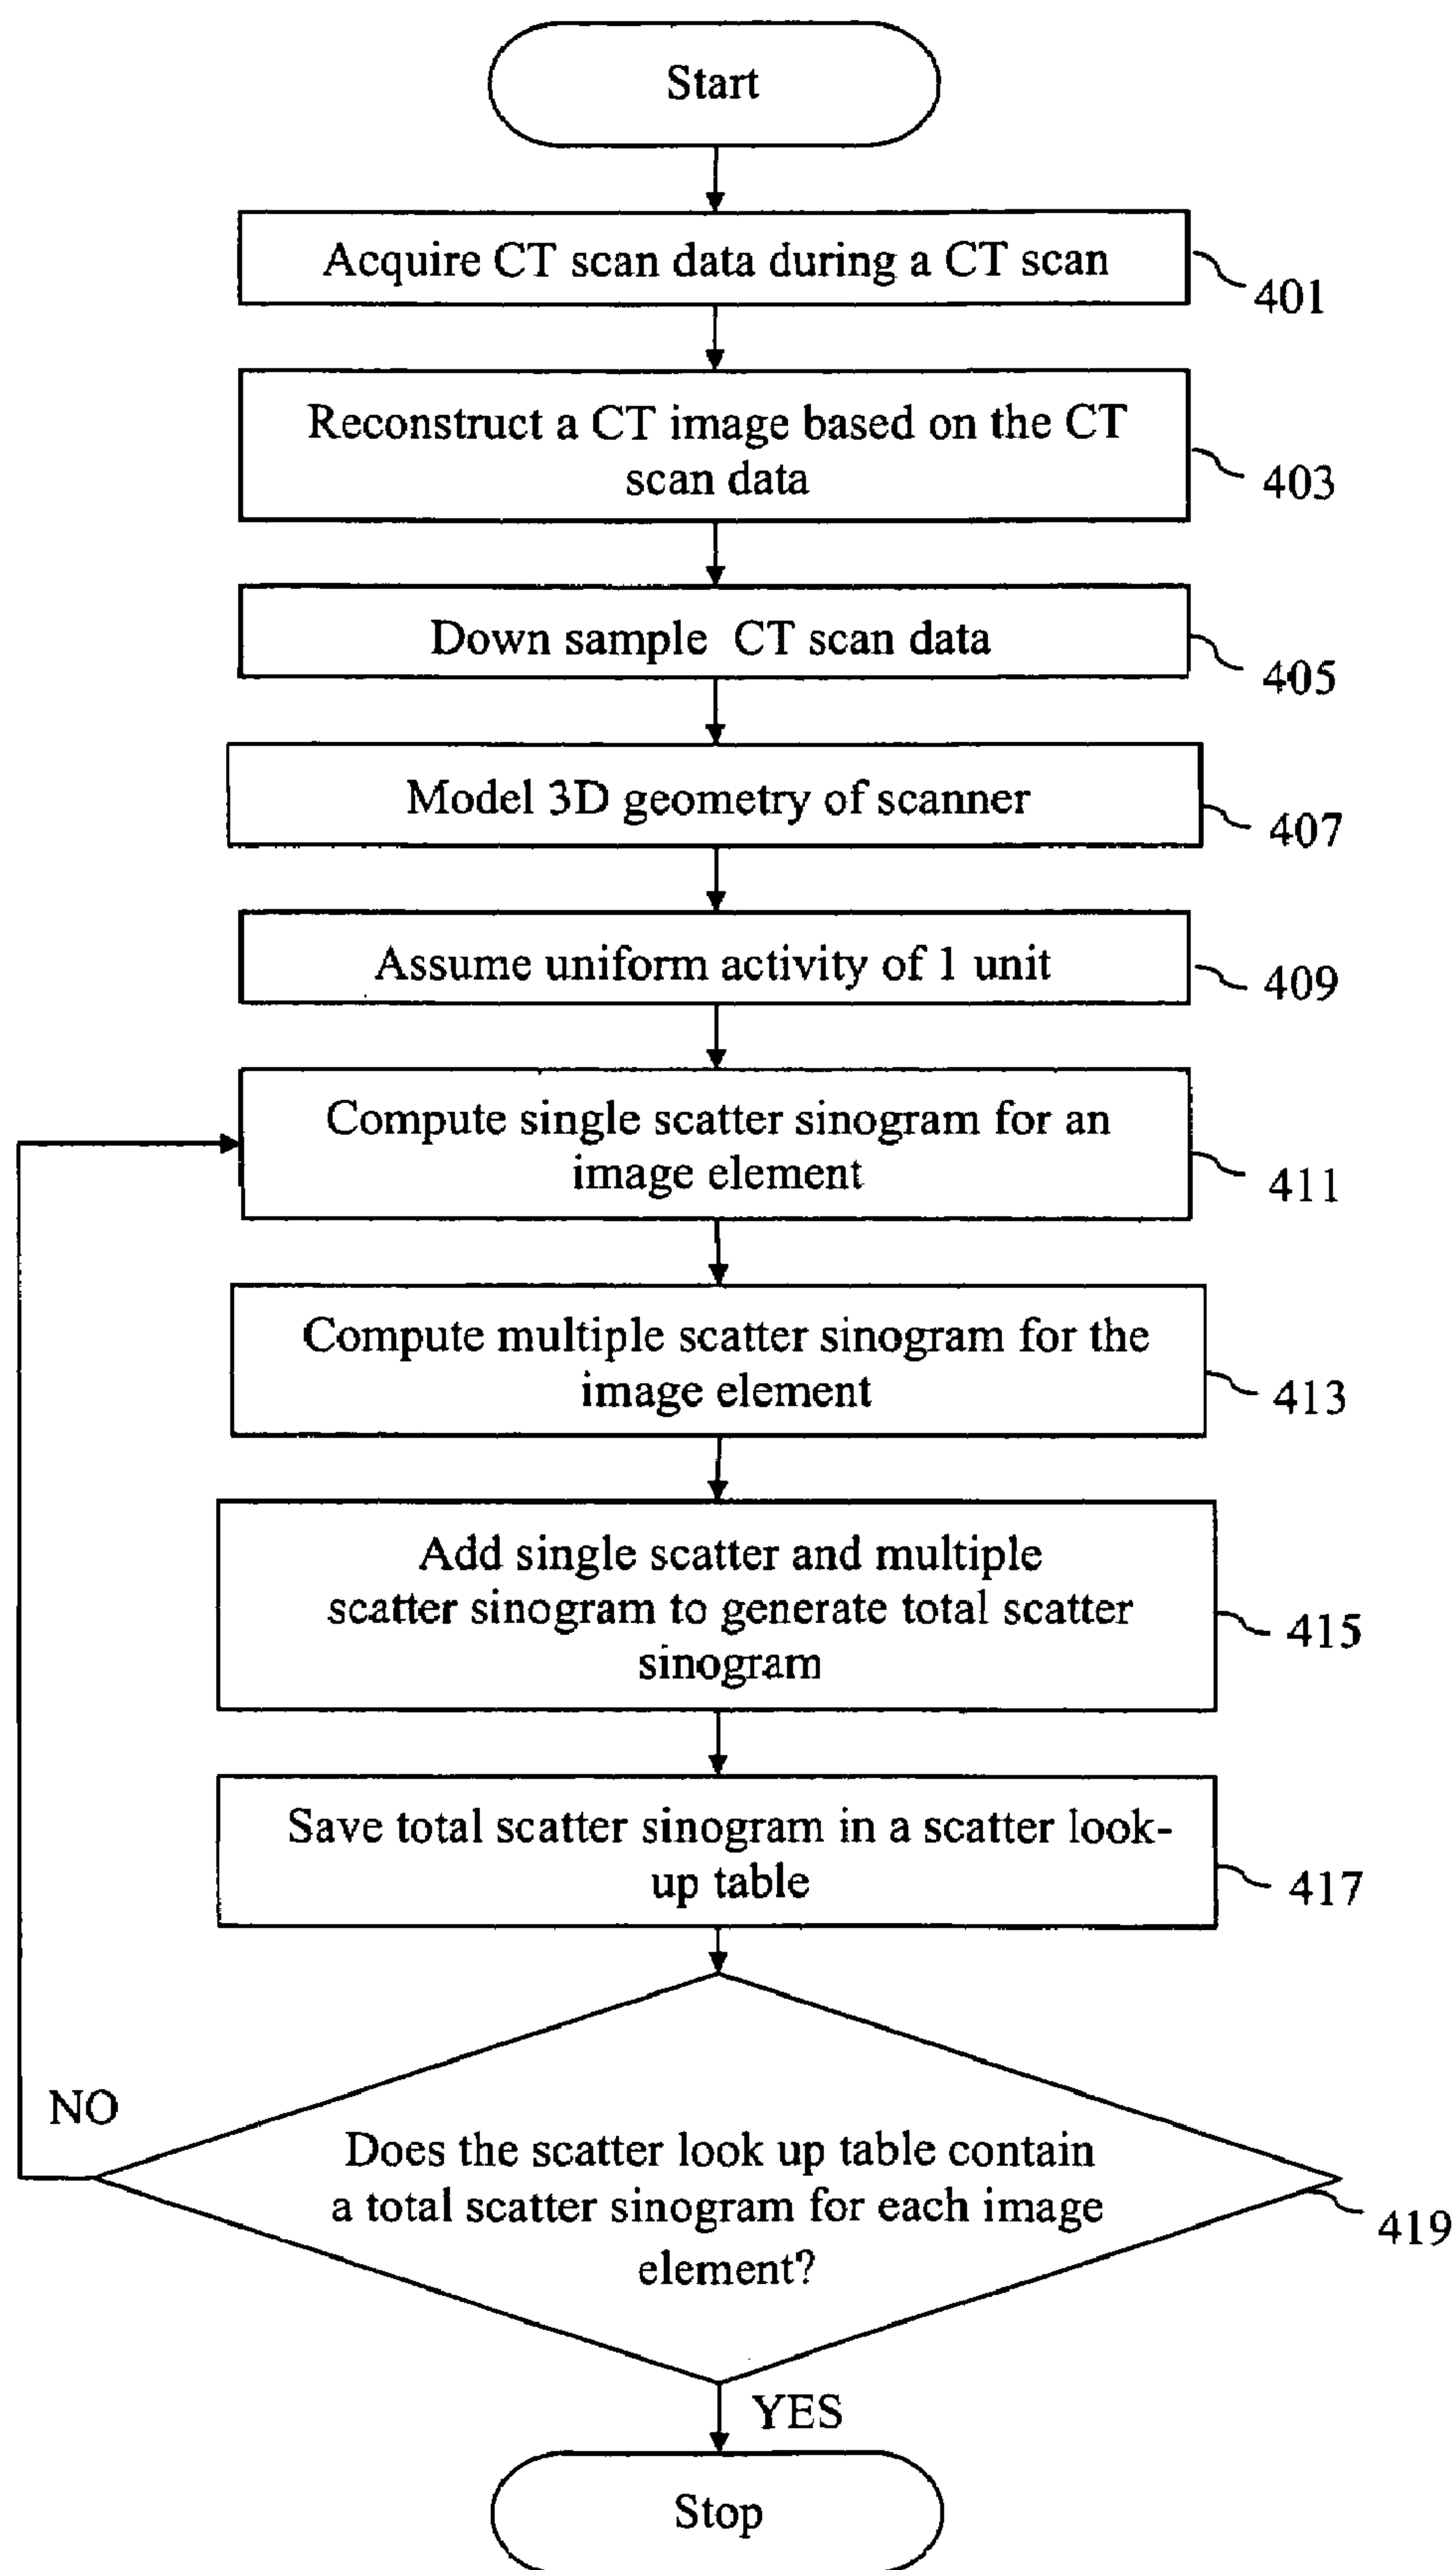 Start
Acquire CT scan data during a CT scan
401
Reconstruct a CT image based on the CT
scan data
403
Down sample CT scan data
405
Model 3D geometry of scanner
407
Assume uniform activity of 1 unit
409
Compute single scatter sinogram for an
image element
411
Compute multiple scatter sinogram for the
image element
413
Add single scatter and multiple
scatter sinogram to generate total scatter
sinogram
415
Save total scatter sinogram in a scatter look-
up table
417
NO
Does the scatter look up table contain
a total scatter sinogram for each image
element?
419
YES
Stop